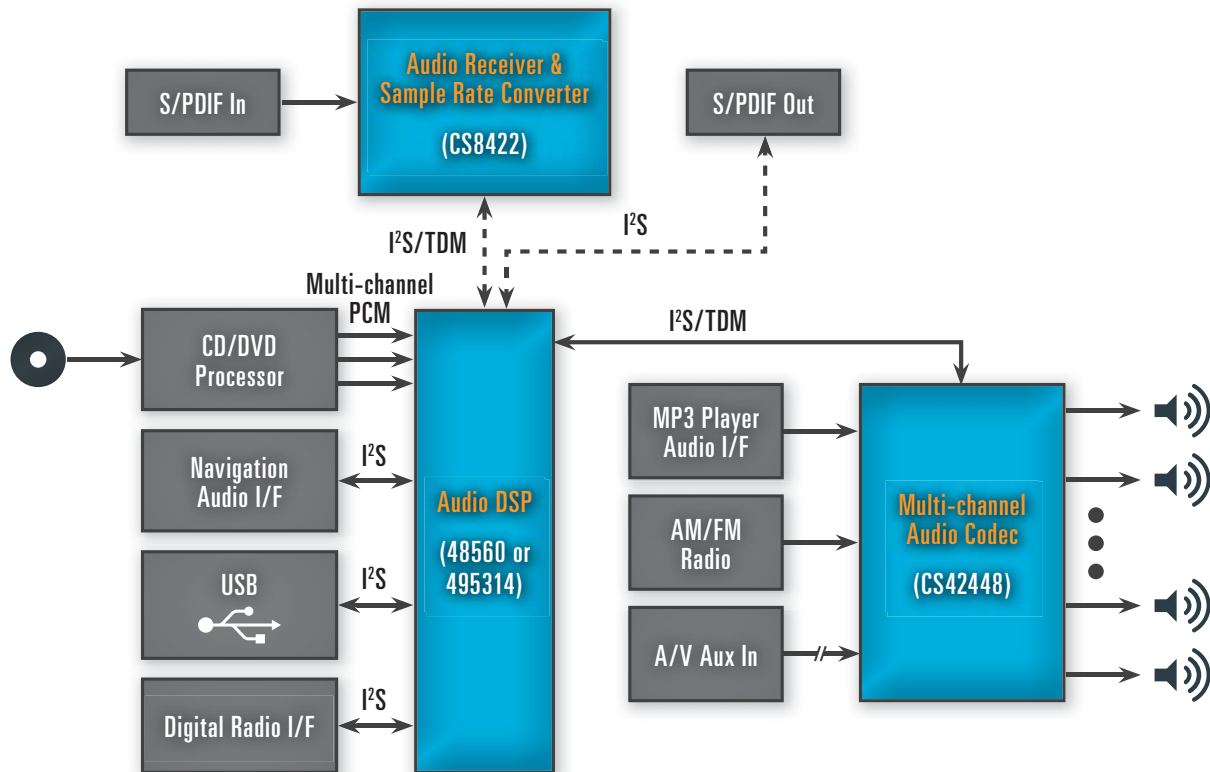 Audio Receiver &
Sample Rate Converter
(CS8422)
S/PDIF In
S/PDIF Out
I²S/TDM
I²S
Multi-channel
PCM
CD/DVD
Processor
I²S/TDM
Navigation
Audio I/F
I²S
USB
I²S
Digital Radio I/F
I²S
Audio DSP
(48560 or
495314)
MP3 Player
Audio I/F
AM/FM
Radio
A/V Aux In
Multi-channel
Audio Codec
(CS42448)